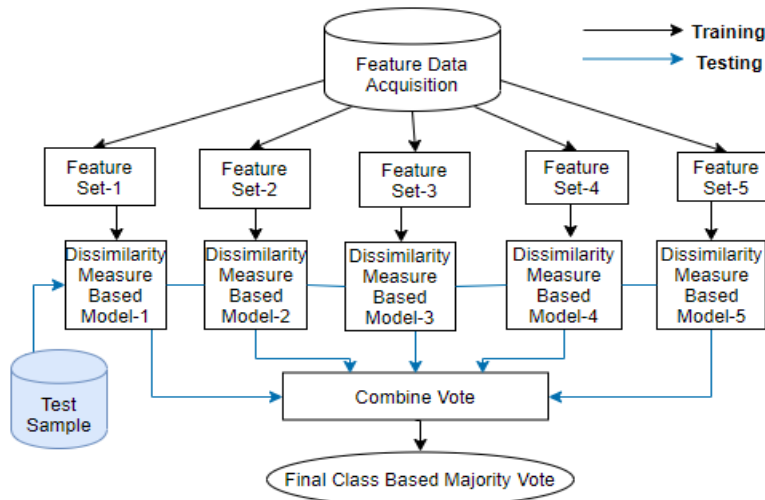 Feature Data
Acquisition
Training
Testing
Feature
Set-1
Feature
Set-2
Feature
Set-3
Feature
Set-4
Feature
Set-5
Dissimilarity
Measure
Based
Model-1
Dissimilarity
Measure
Based
Model-2
Dissimilarity
Measure
Based
Model-3
Dissimilarity
Measure
Based
Model-4
Dissimilarity
Measure
Based
Model-5
Test
Sample
Combine Vote
Final Class Based Majority Vote